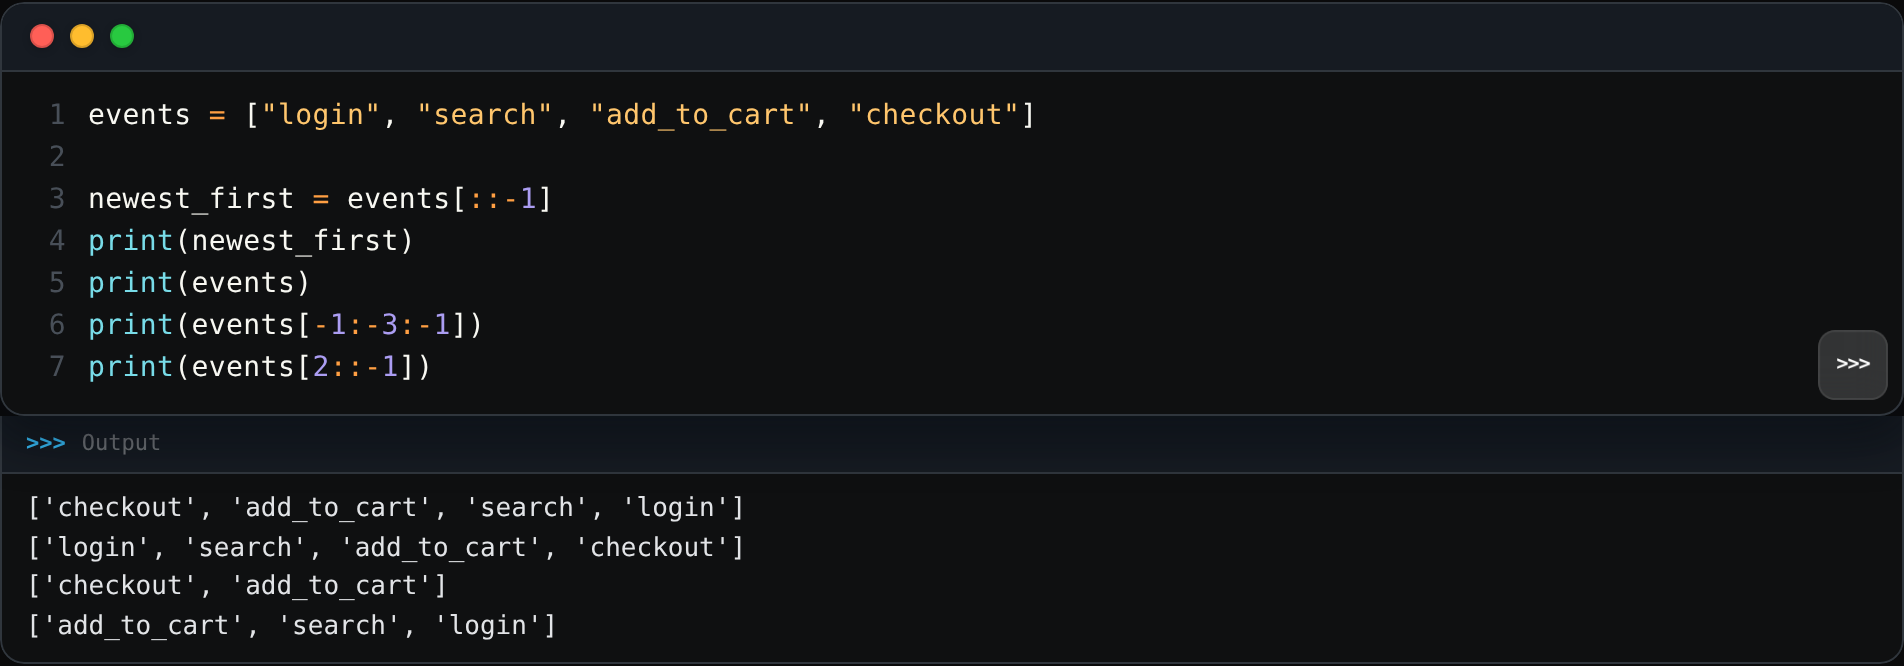 1 events = ["login", "search", "add_to_cart", "checkout"]
2
3 newest_first = events[::-1]
4 print(newest_first)
5 print(events)
6 print(events[-1:-3:-1])
7 print(events[2::-1])
>>>
>>> Output
['checkout', 'add_to_cart', 'search', 'login']
['login', 'search', 'add_to_cart', 'checkout']
['checkout', 'add_to_cart']
['add_to_cart', 'search', 'login']